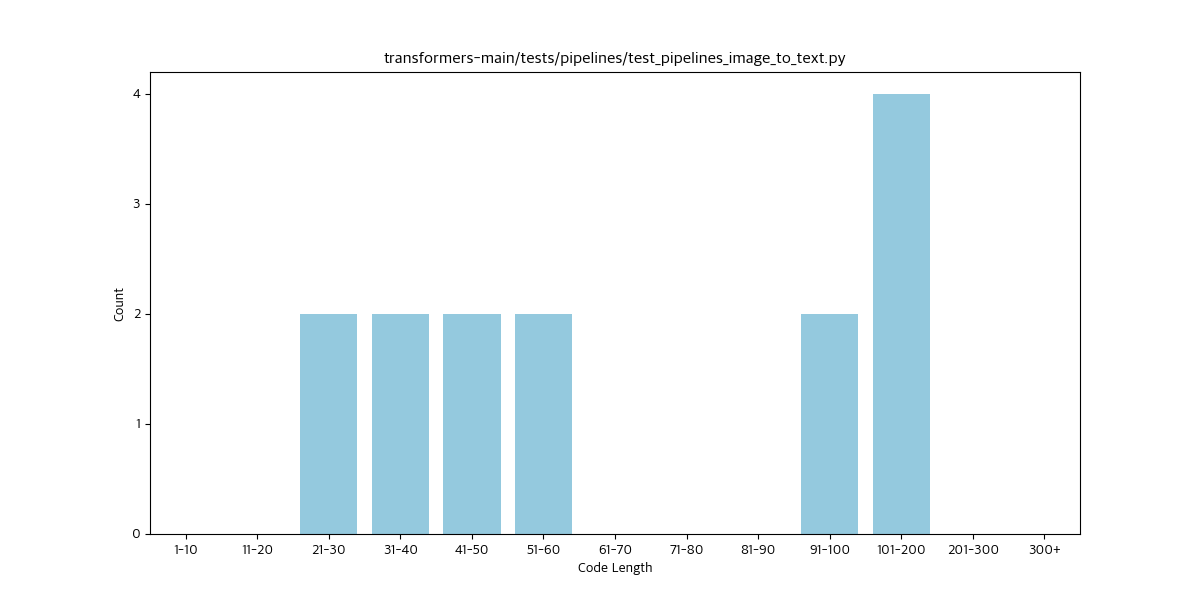 transformers-main/tests/pipelines/test_pipelines_image_to_text.py
4
3
2
1
0
Count
1-10 11-20 21-30 31-40 41-50 51-60 61-70 71-80 81-90 91-100 101-200 201-300 300+
Code Length